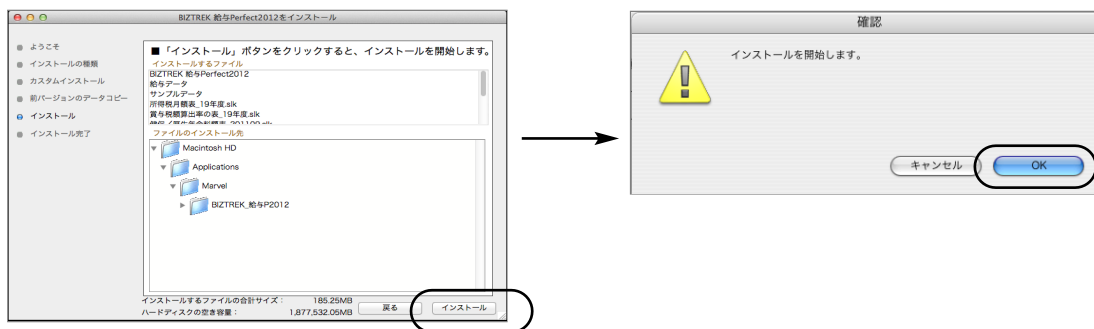 BIZTREK 給与Perfect2012をインストール
ようこそ
インストールの種類
カスタムインストール
前バージョンのデータコピー
インストール
インストール完了
■「インストール」ボタンをクリックすると、インストールを開始します。
インストールするファイル
BIZTREK 給与Perfect2012
給与データ
サンプルデータ
所得税月額表_19年度.slk
賞与税額算出率の表_19年度.slk
ファイルのインストール先
Macintosh HD
Applications
Marvel
BIZTREK_給与P2012
インストールするファイルの合計サイズ： 185.25MB
ハードディスクの空き容量： 1,877,532.05MB
戻る
インストール
確認
インストールを開始します。
キャンセル
OK